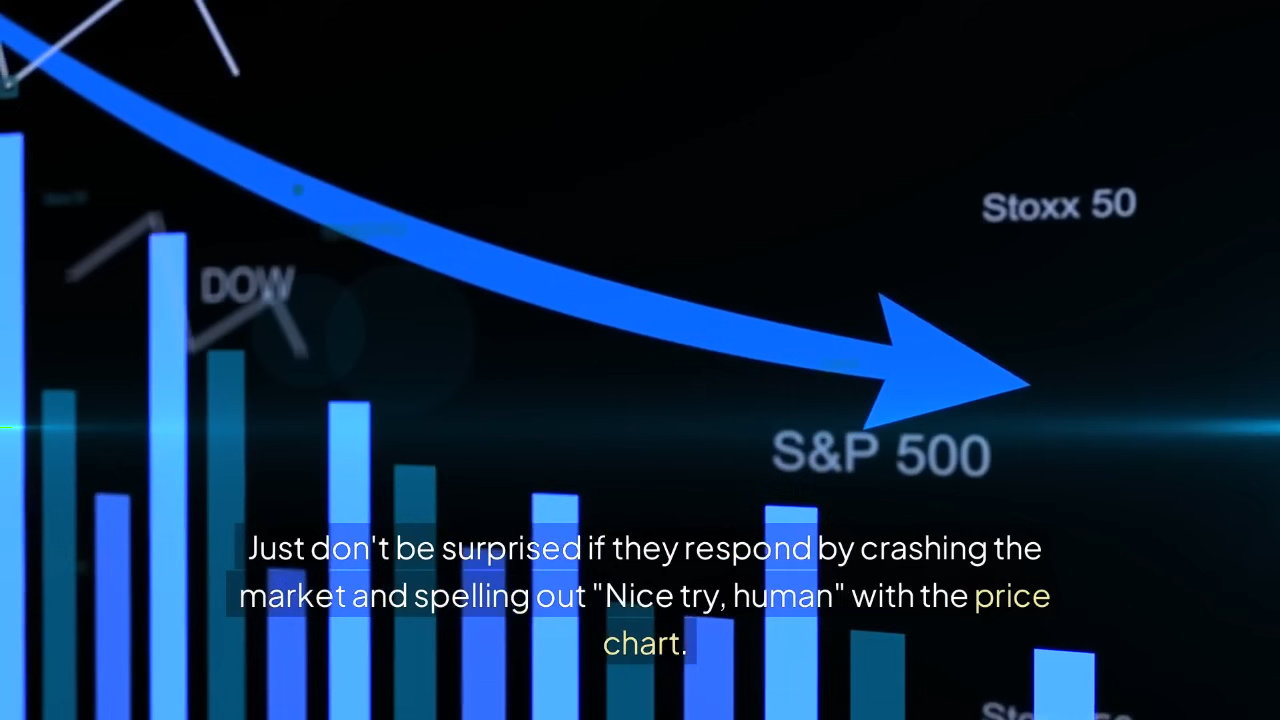 Stoxx 50
DOW
S&P 500
Just don't be surprised if they respond by crashing the
market and spelling out "Nice try, human" with the price
chart.